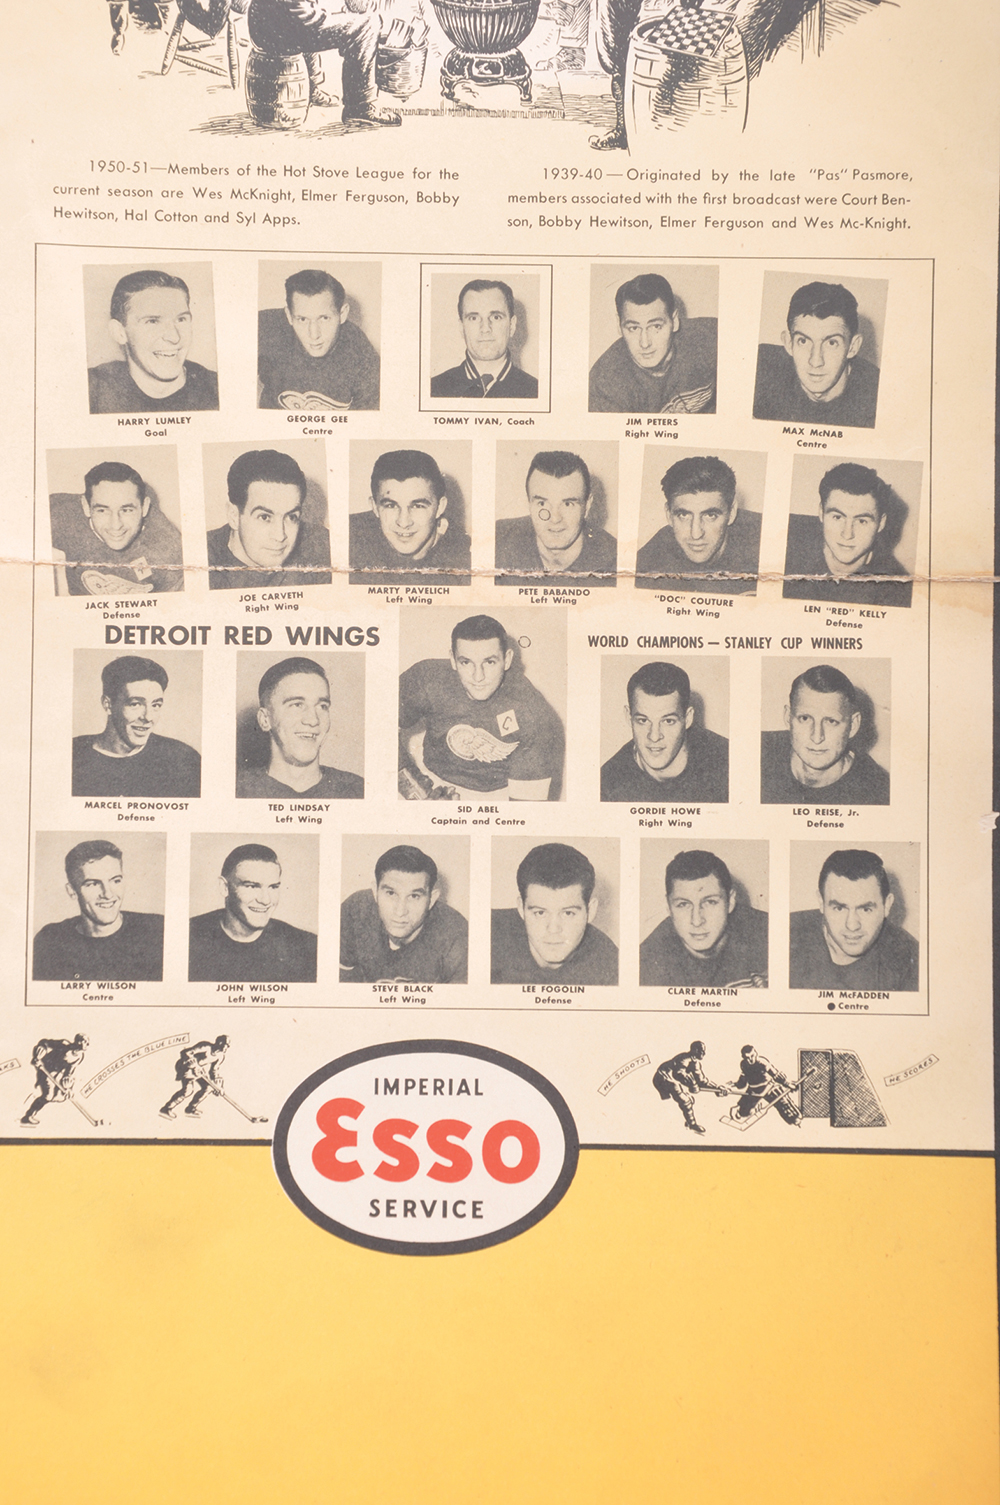 1950-51—Members of the Hot Stove League for the
current season are Wes McKnight, Elmer Ferguson, Bobby
Hewitson, Hal Cotton and Syl Apps.
1939-40—Originated by the late "Pas" Pasmore,
members associated with the first broadcast were Court Ben-
son, Bobby Hewitson, Elmer Ferguson and Wes Mc-Knight.
HARRY LUMLEY
Goal
GEORGE GEE
Centre
TOMMY IVAN, Coach
JIM PETERS
Right Wing
MAX McNAB
Centre
JACK STEWART
Defense
JOE CARVETH
Right Wing
MARTY PAVELICH
Left Wing
PETE BABANDO
Left Wing
"DOC" COUTURE
Right Wing
LEN "RED" KELLY
Defense
DETROIT RED WINGS
WORLD CHAMPIONS — STANLEY CUP WINNERS
C
MARCEL PRONOVOST
Defense
TED LINDSAY
Left Wing
SID ABEL
Captain and Centre
GORDIE HOWE
Right Wing
LEO REISE, Jr.
Defense
LARRY WILSON
Centre
JOHN WILSON
Left Wing
STEVE BLACK
Left Wing
LEE FOGOLIN
Defense
CLARE MARTIN
Defense
JIM McFADDEN
Centre
HE CROSSES THE BLUE LINE
HE SHOOTS
HE SCORES
IMPERIAL
Esso
SERVICE